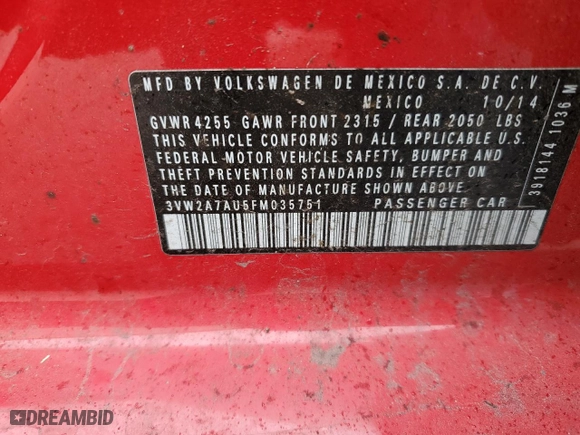 MFD BY VOLKSWAGEN DE MEXICO S.A. DE C.V.
MEXICO 10/14
GVWR 4255 GAWR FRONT 2315 / REAR 2050 LBS
THIS VEHICLE CONFORMS TO ALL APPLICABLE U.S.
FEDERAL MOTOR VEHICLE SAFETY, BUMPER AND
THEFT PREVENTION STANDARDS IN EFFECT ON
THE DATE OF MANUFACTURE SHOWN ABOVE.
3VW2A7AU5FM035751 PASSENGER CAR
3918144 1036 M
DREAMBID